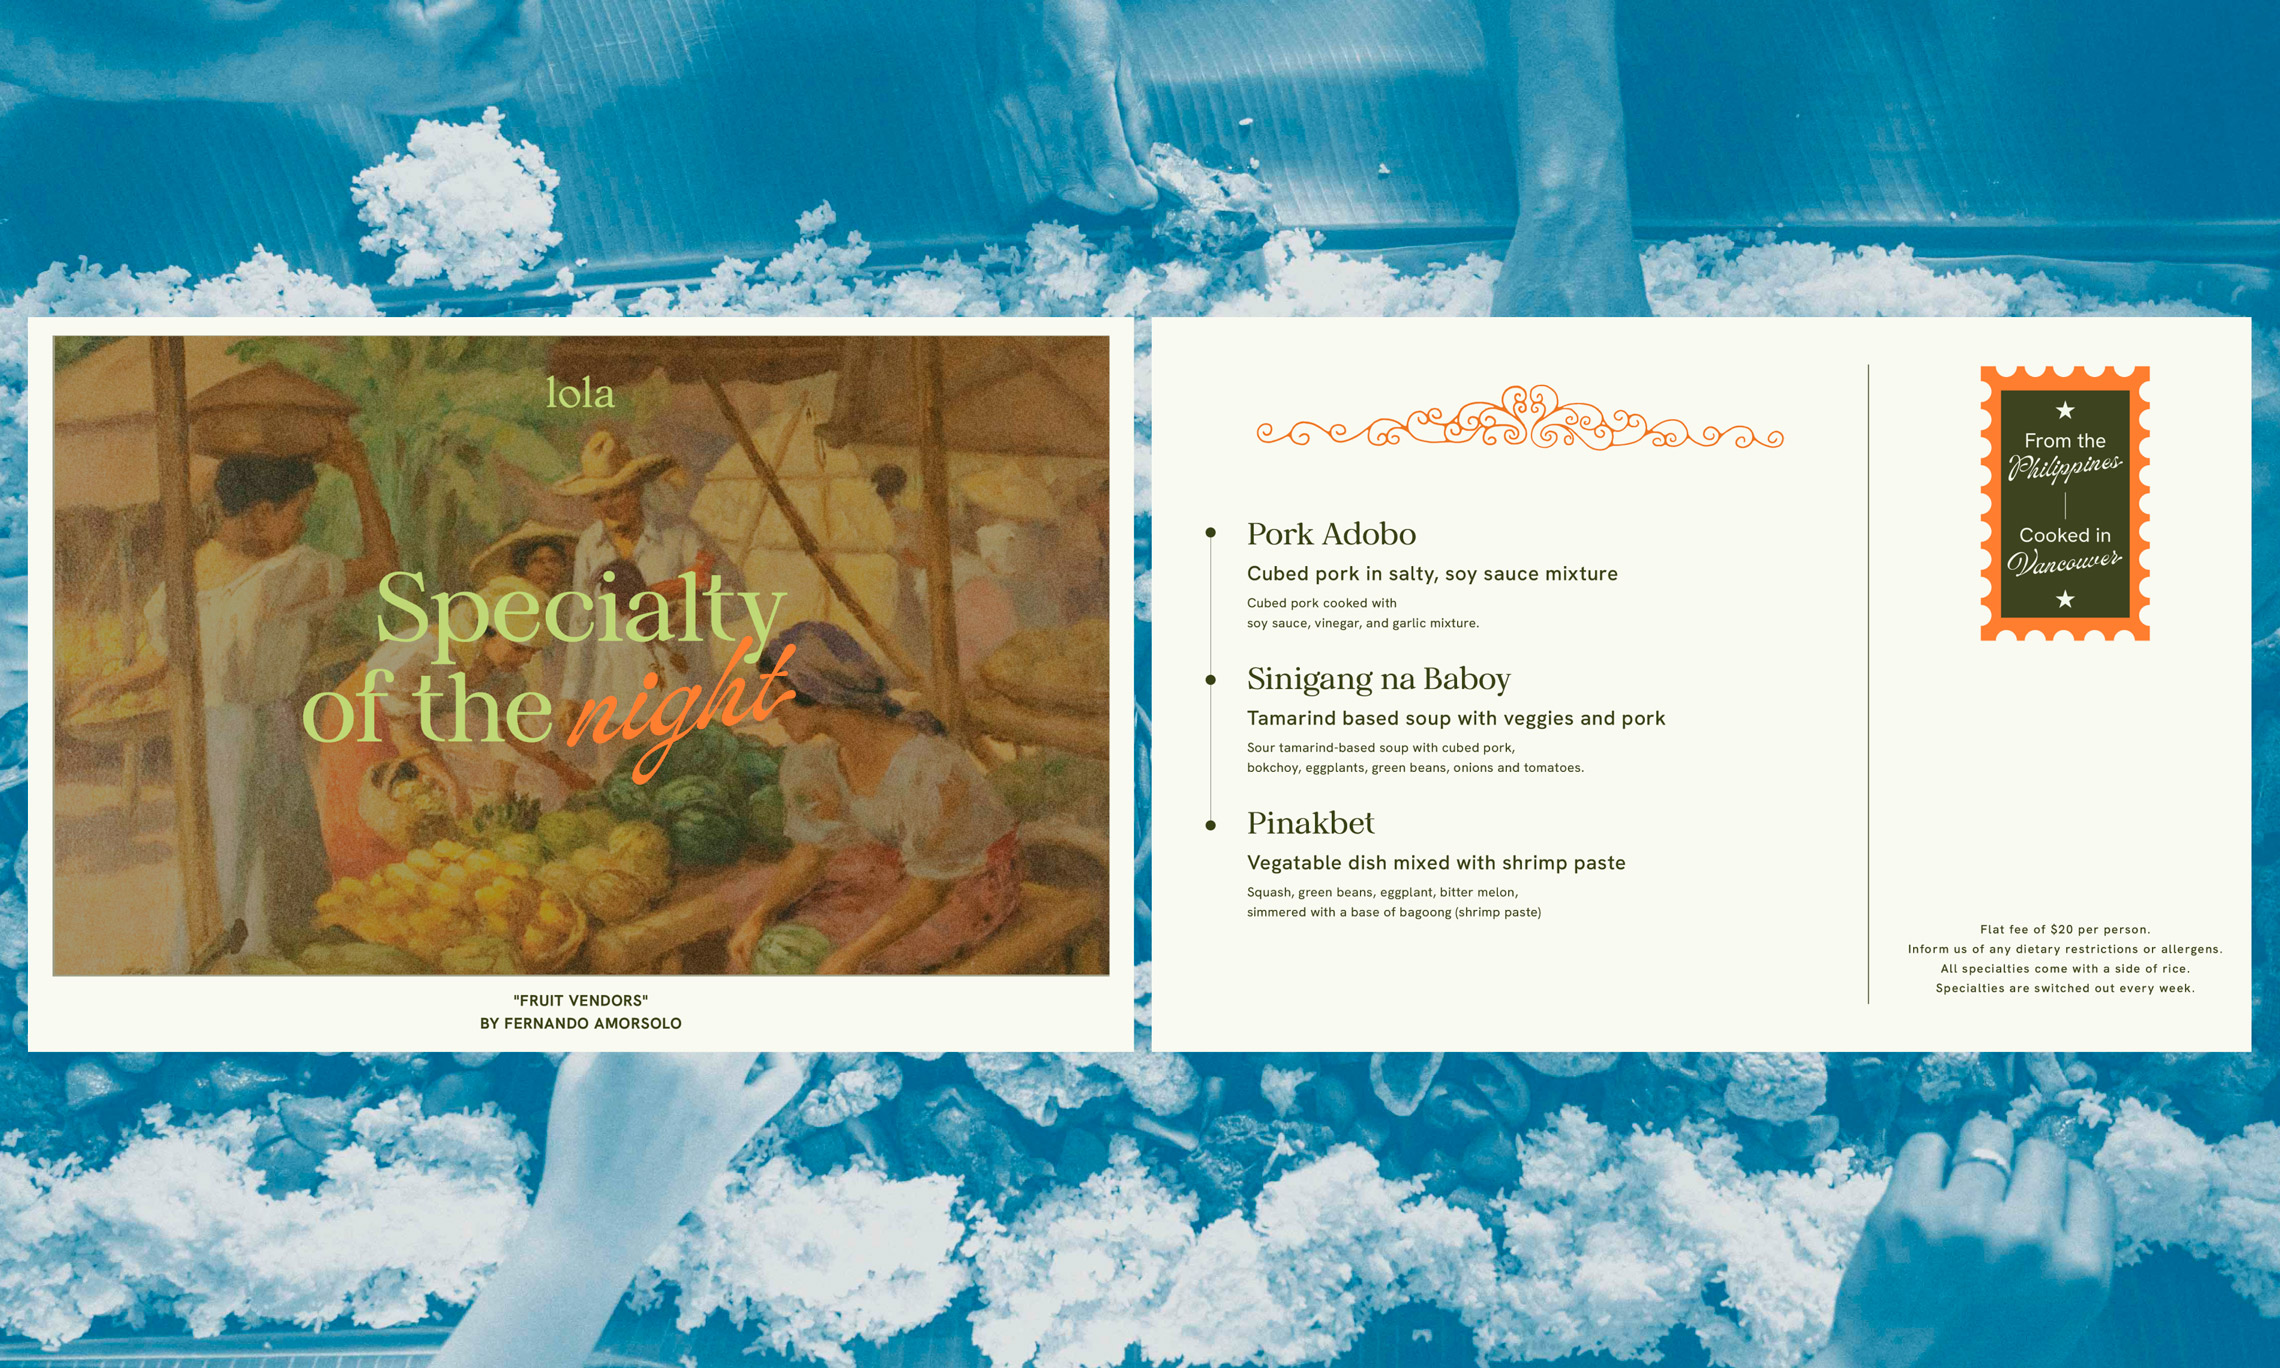 lola
Specialty
of the night
"FRUIT VENDORS"
BY FERNANDO AMORSOLO
Pork Adobo
Cubed pork in salty, soy sauce mixture
Cubed pork cooked with
soy sauce, vinegar, and garlic mixture.
Sinigang na Baboy
Tamarind based soup with veggies and pork
Sour tamarind-based soup with cubed pork,
bokchoy, eggplants, green beans, onions and tomatoes.
Pinakbet
Vegatable dish mixed with shrimp paste
Squash, green beans, eggplant, bitter melon,
simmered with a base of bagoong (shrimp paste)
From the
Philippines
Cooked in
Vancouver
Flat fee of $20 per person.
Inform us of any dietary restrictions or allergens.
All specialties come with a side of rice.
Specialties are switched out every week.